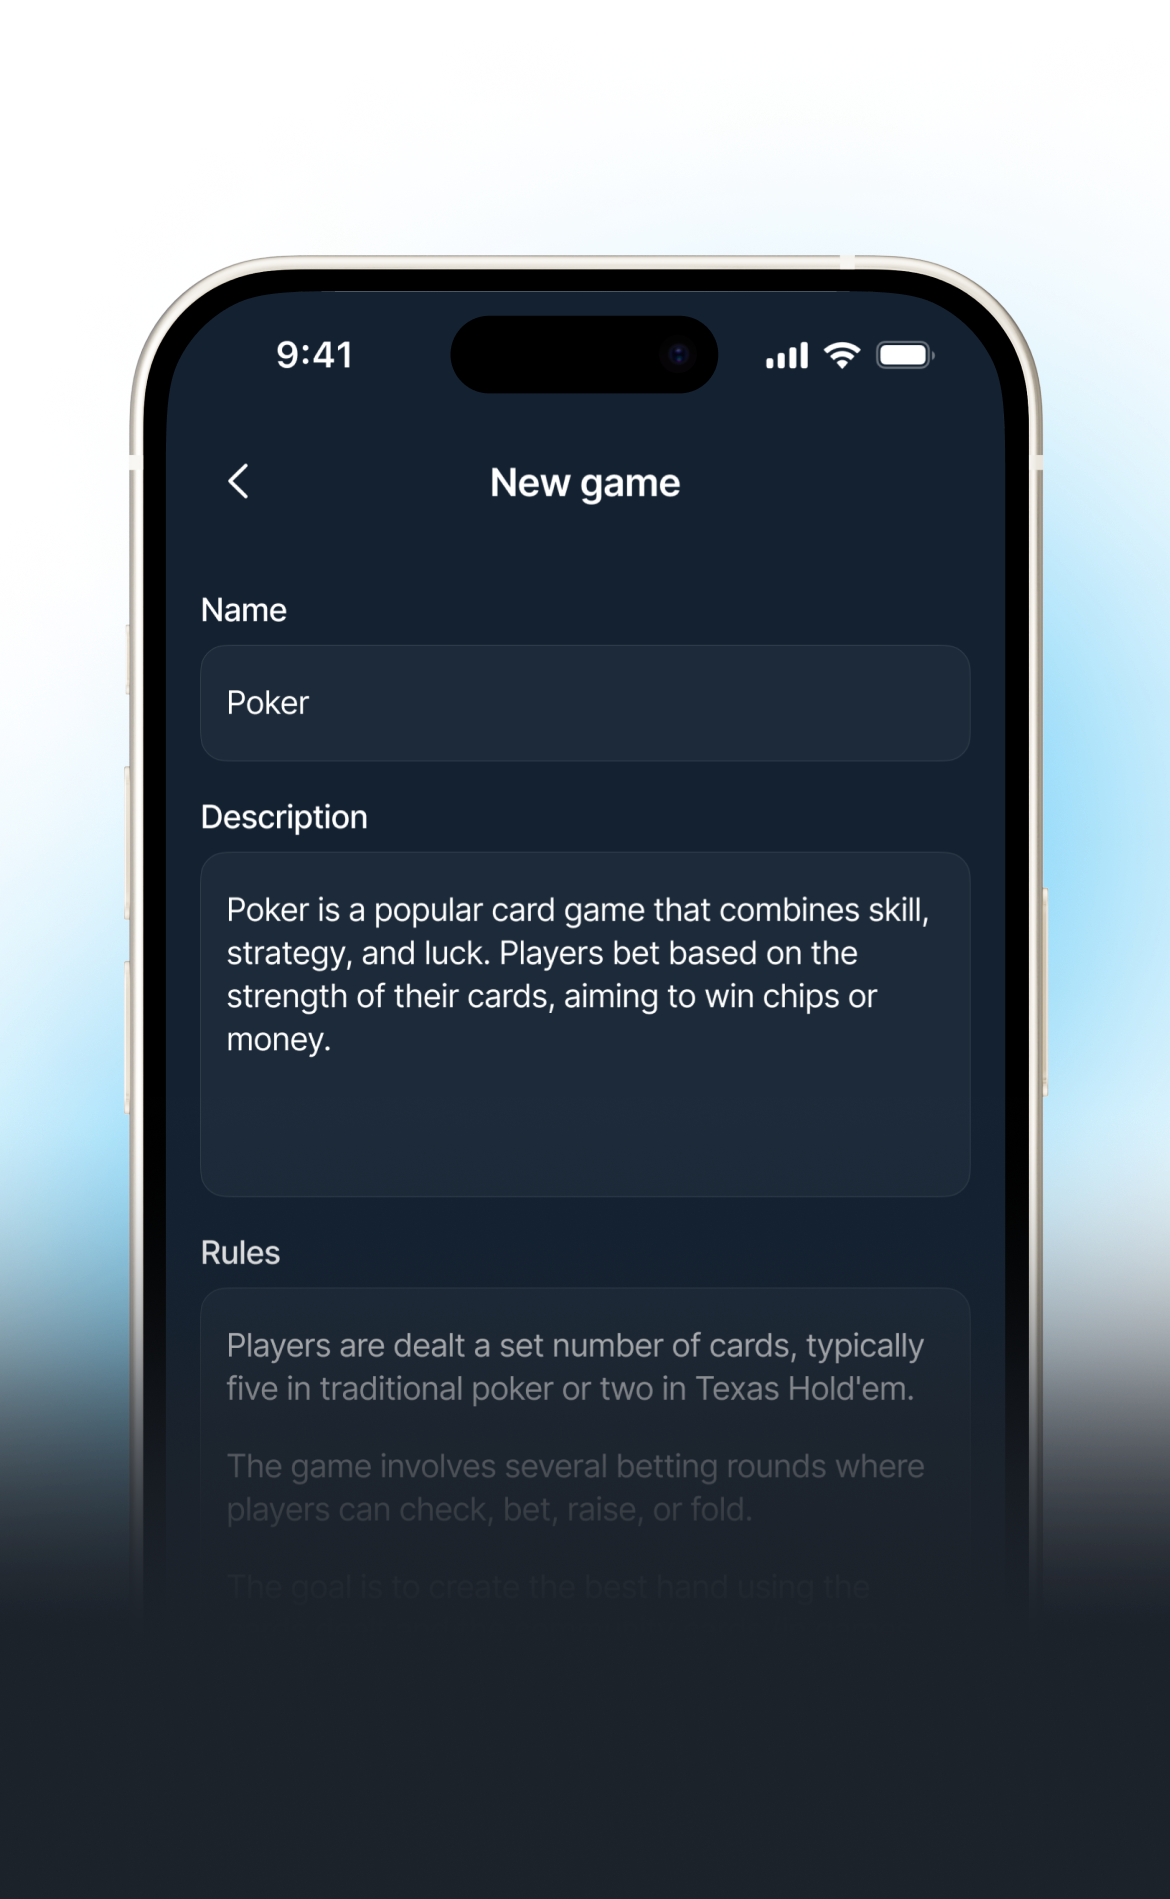 9:41
New game
Name
Poker
Description
Poker is a popular card game that combines skill,
strategy, and luck. Players bet based on the
strength of their cards, aiming to win chips or
money.
Rules
Players are dealt a set number of cards, typically
five in traditional poker or two in Texas Hold'em.
The game involves several betting rounds where
players can check, bet, raise, or fold.
The goal is to create the best hand using the